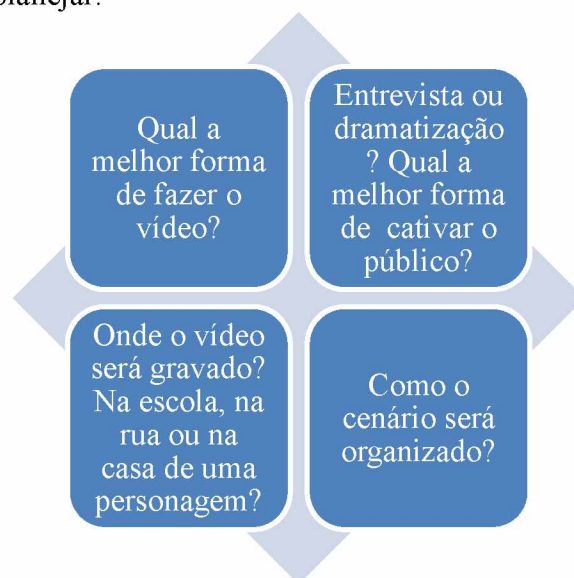 planejar:
Qual a
melhor forma
de fazer o
vídeo?
Entrevista ou
dramatização
? Qual a
melhor forma
de cativar o
público?
Onde o vídeo
será gravado?
Na escola, na
rua ou na
casa de uma
personagem?
Como o
cenário será
organizado?